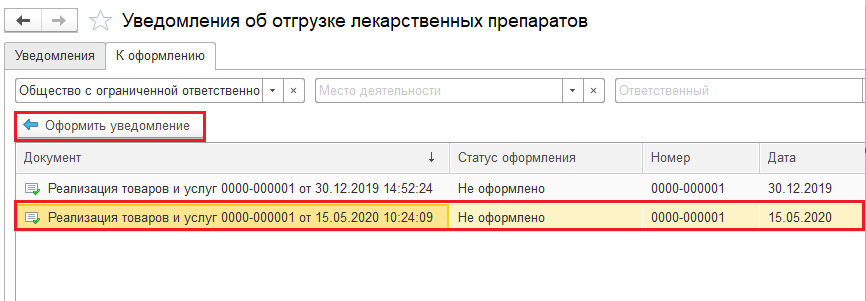 Уведомления об отгрузке лекарственных препаратов
Уведомления К оформлению
Общество с ограниченной ответственно Место деятельности Ответственный
Оформить уведомление
Документ Статус оформления Номер Дата
Реализация товаров и услуг 0000-000001 от 30.12.2019 14:52:24 Не оформлено 0000-000001 30.12.2019
Реализация товаров и услуг 0000-000001 от 15.05.2020 10:24:09 Не оформлено 0000-000001 15.05.2020